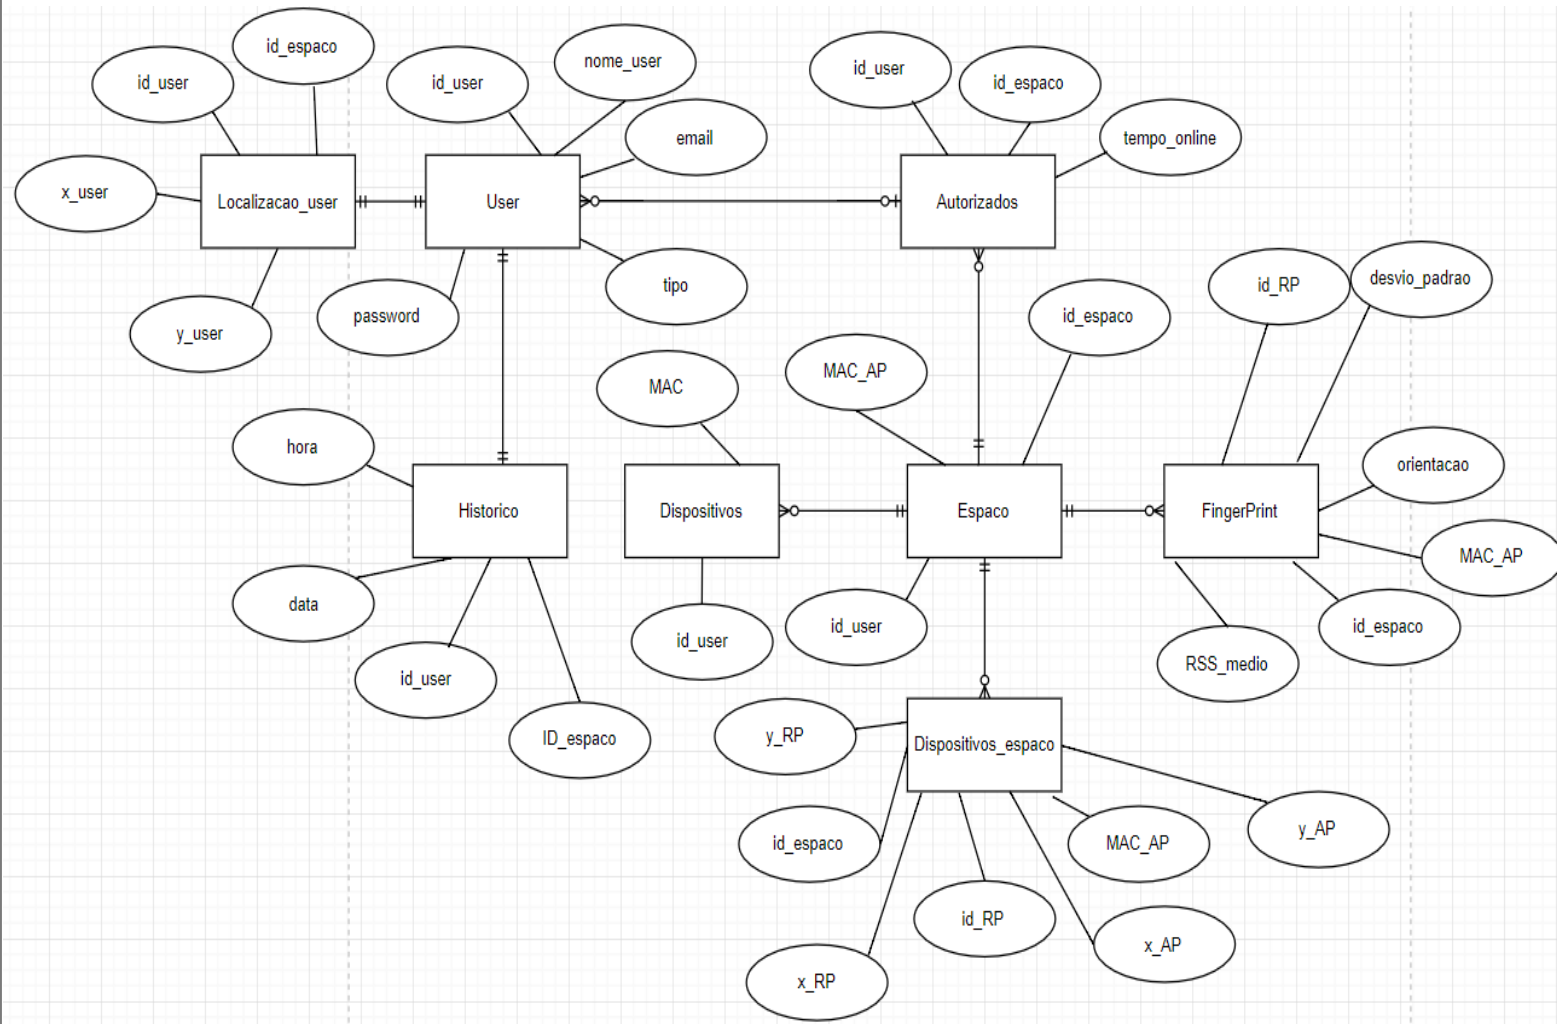 id_espaco
nome_user
id_user
id_user
id_user
id_espaco
email
tempo_online
x_user
Localizacao_user
User
Autorizados
tipo
id_RP
desvio_padrao
password
id_espaco
y_user
MAC_AP
MAC
hora
orientacao
Historico
Dispositivos
Espaco
FingerPrint
MAC_AP
data
id_user
id_user
id_espaco
RSS_medio
id_user
ID_espaco
y_RP
Dispositivos_espaco
y_AP
id_espaco
MAC_AP
id_RP
x_AP
x_RP